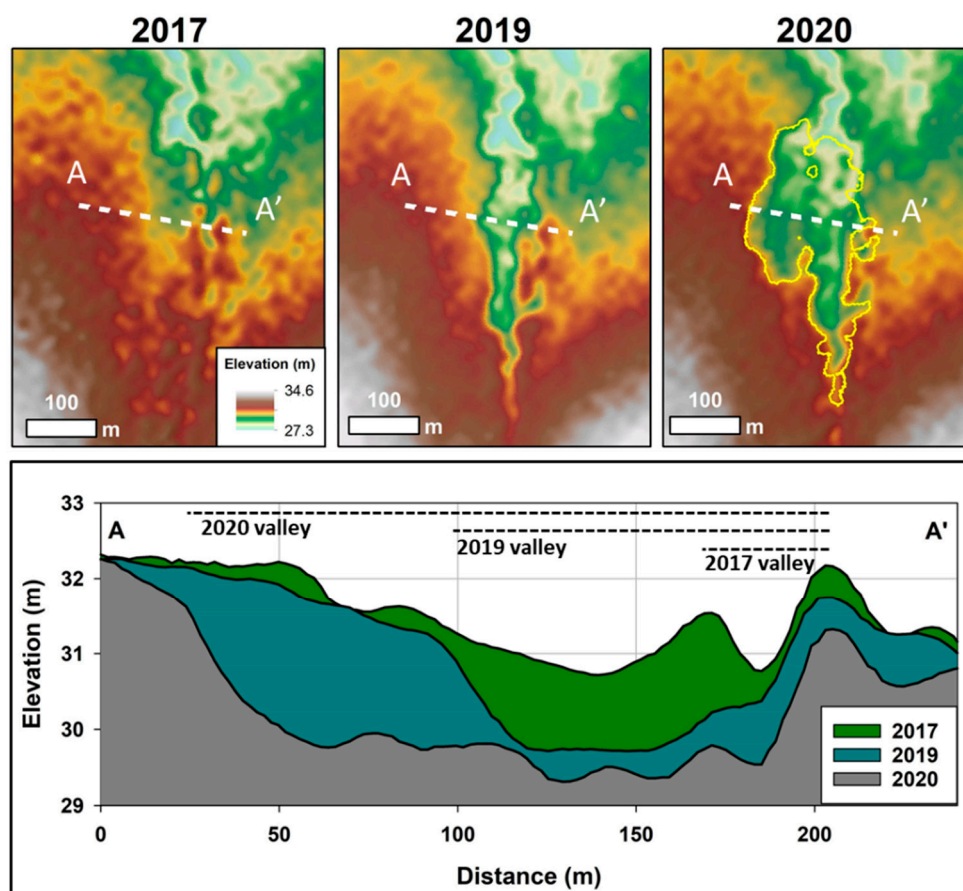 2017 2019 2020
A A' A A' A A'
Elevation (m)
34.6
27.3
100 m 100 m 100 m
A A'
2020 valley
2019 valley
2017 valley
33
32
31
30
29
Elevation (m)
2017
2019
2020
0 50 100 150 200
Distance (m)